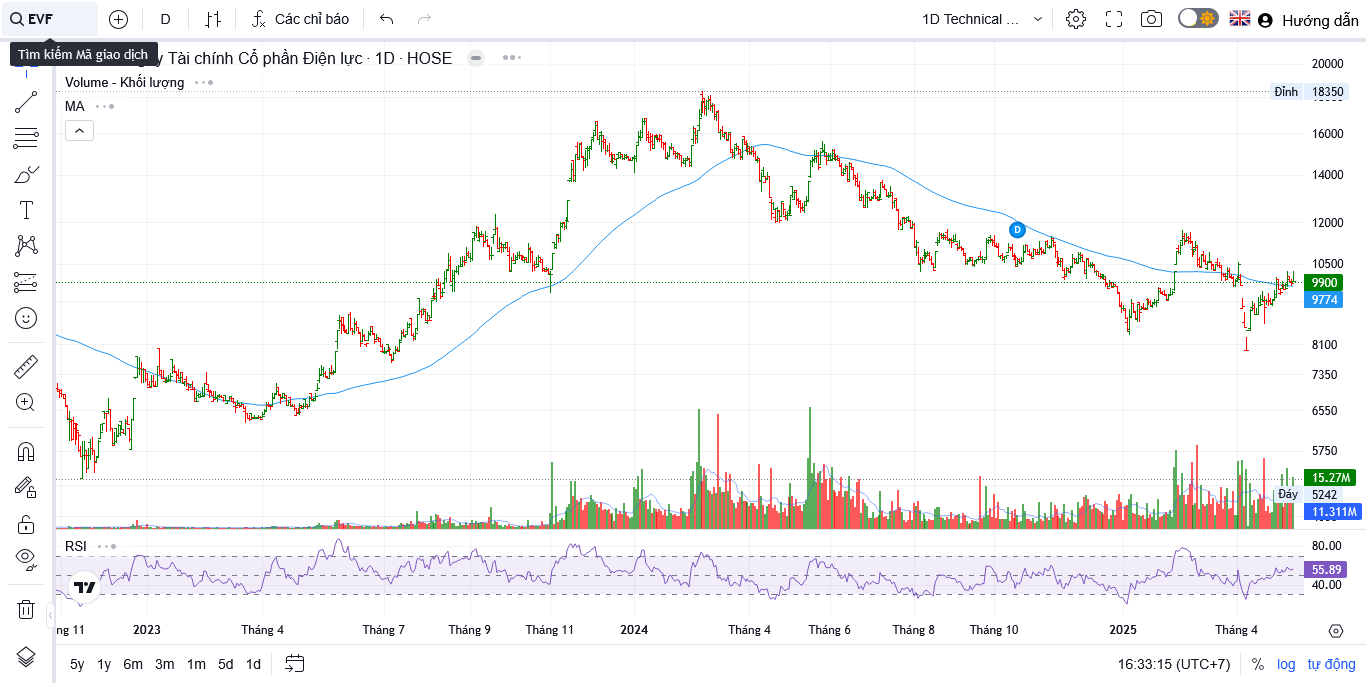 EVF
D
Các chỉ báo
1D Technical ...
Hướng dẫn
Tìm kiếm Mã giao dịch
Tài chính Cổ phần Điện lực · 1D · HOSE
Volume - Khối lượng
MA
20000
Đỉnh 18350
16000
14000
12000
D
10500
9900
9774
8100
7350
6550
5750
15.27M
Đáy 5242
11.311M
RSI
80.00
55.89
40.00
ng 11 2023 Tháng 4 Tháng 7 Tháng 9 Tháng 11 2024 Tháng 4 Tháng 6 Tháng 8 Tháng 10 2025 Tháng 4
5y 1y 6m 3m 1m 5d 1d
16:33:15 (UTC+7) % log tự động